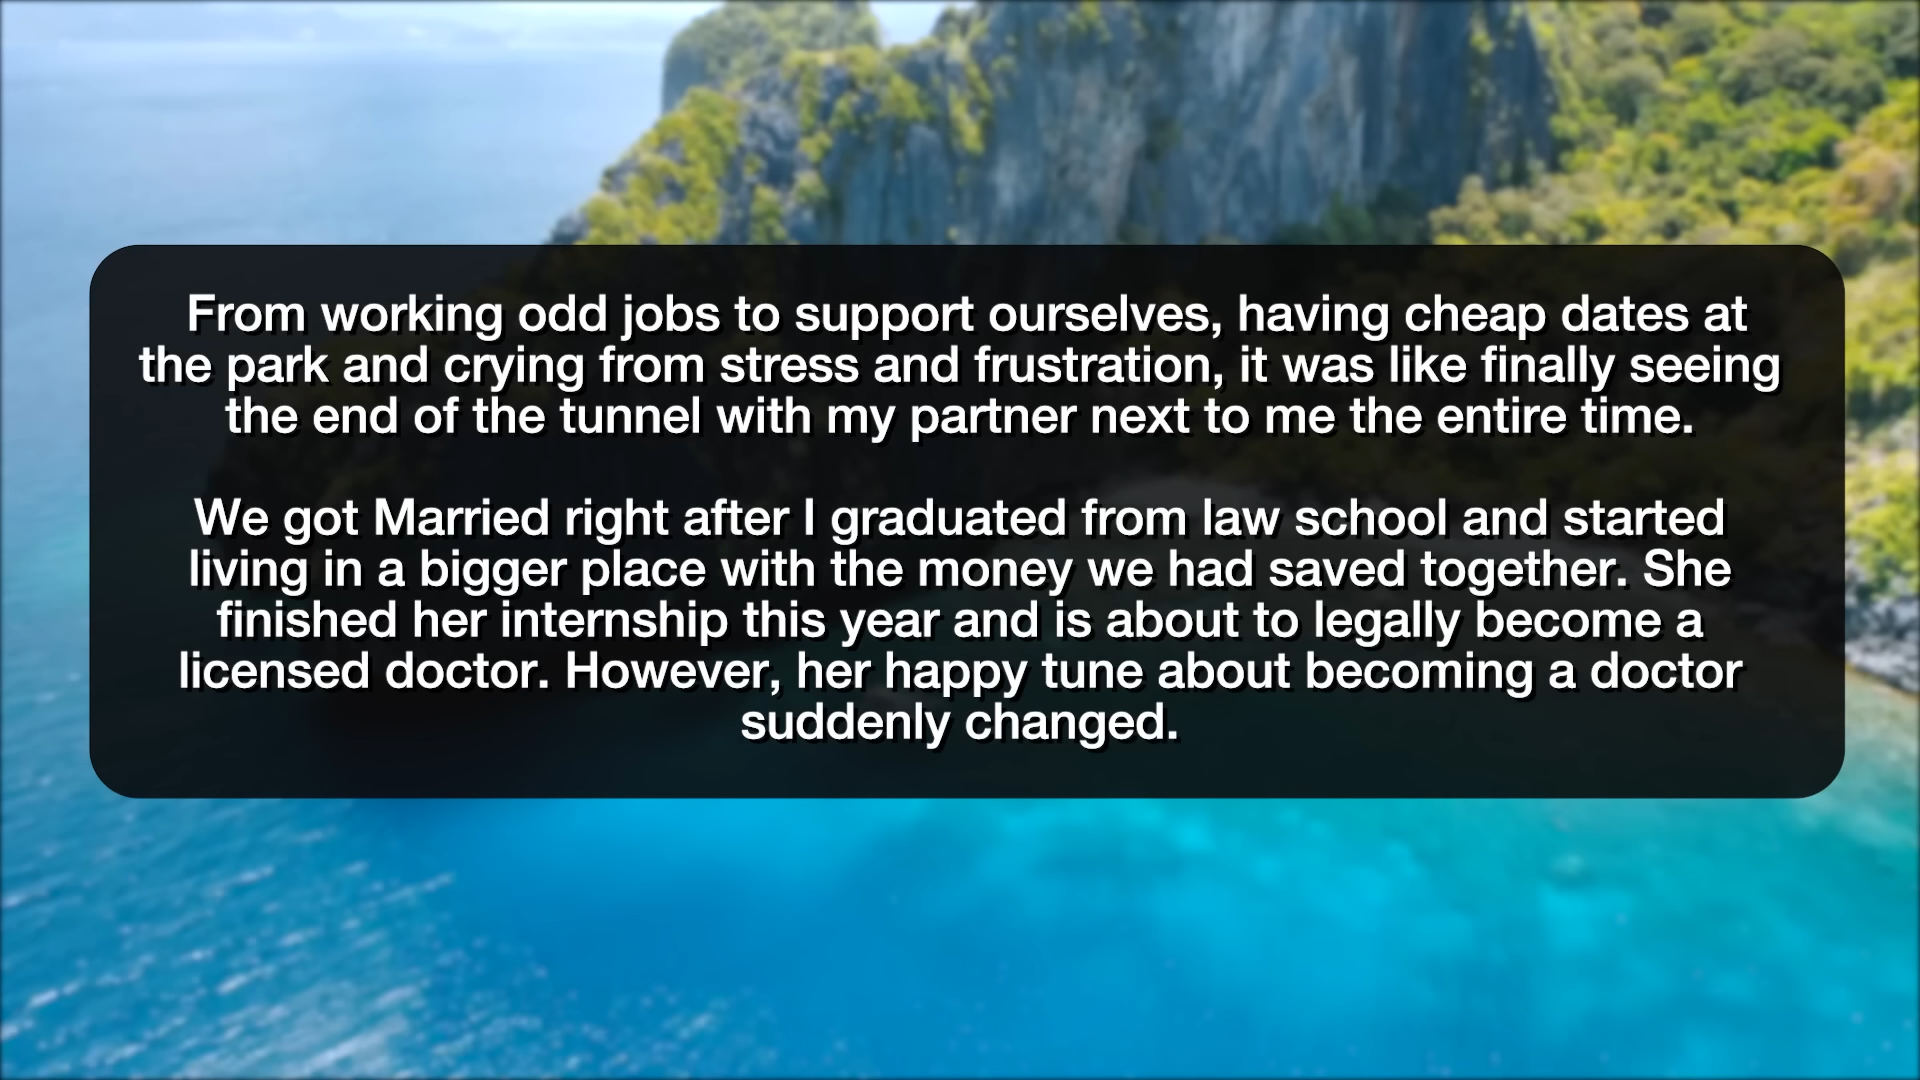 From working odd jobs to support ourselves, having cheap dates at
the park and crying from stress and frustration, it was like finally seeing
the end of the tunnel with my partner next to me the entire time.
We got Married right after I graduated from law school and started
living in a bigger place with the money we had saved together. She
finished her internship this year and is about to legally become a
licensed doctor. However, her happy tune about becoming a doctor
suddenly changed.